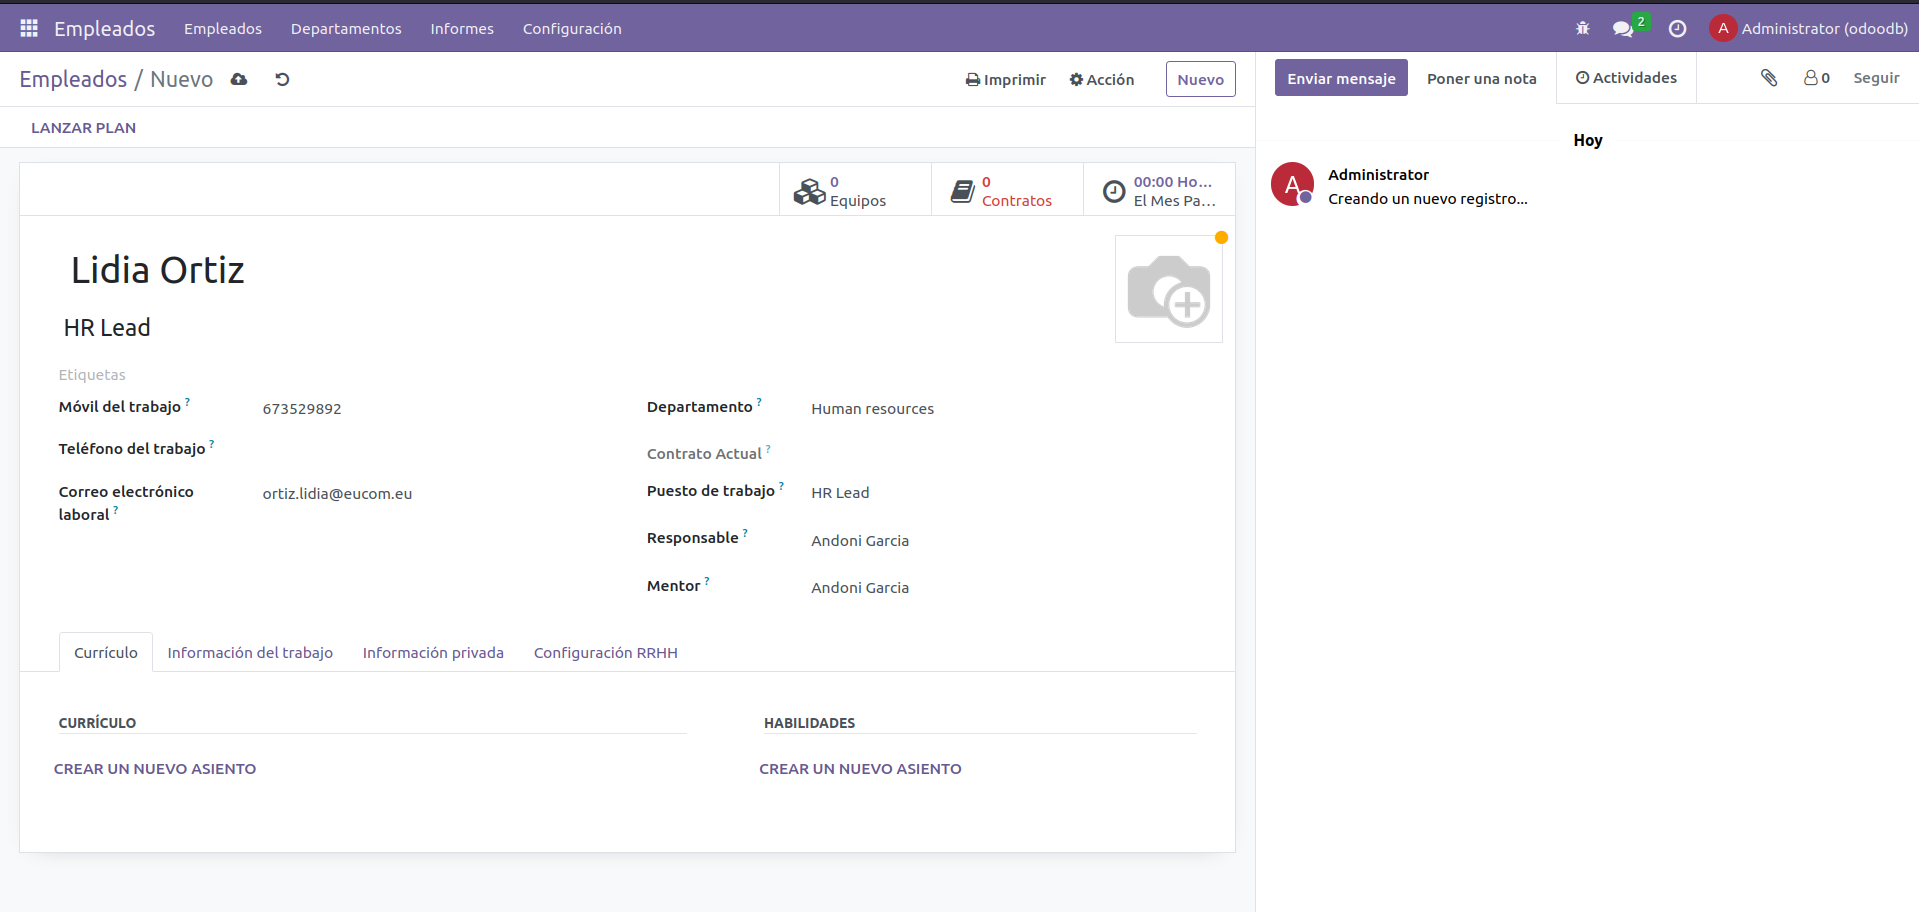 Empleados Empleados Departamentos Informes Configuración 2 A Administrator (odoodb)
Empleados / Nuevo Imprimir Acción Nuevo
Enviar mensaje Poner una nota Actividades 0 Seguir
LANZAR PLAN
Hoy
A Administrator
Creando un nuevo registro...
0 Equipos
0 Contratos
00:00 Ho...
El Mes Pa...
Lidia Ortiz
HR Lead
Etiquetas
Móvil del trabajo ? 673529892
Teléfono del trabajo ?
Correo electrónico
laboral ? ortiz.lidia@eucom.eu
Departamento ? Human resources
Contrato Actual ?
Puesto de trabajo ? HR Lead
Responsable ? Andoni Garcia
Mentor ? Andoni Garcia
Currículo Información del trabajo Información privada Configuración RRHH
CURRÍCULO
CREAR UN NUEVO ASIENTO
HABILIDADES
CREAR UN NUEVO ASIENTO